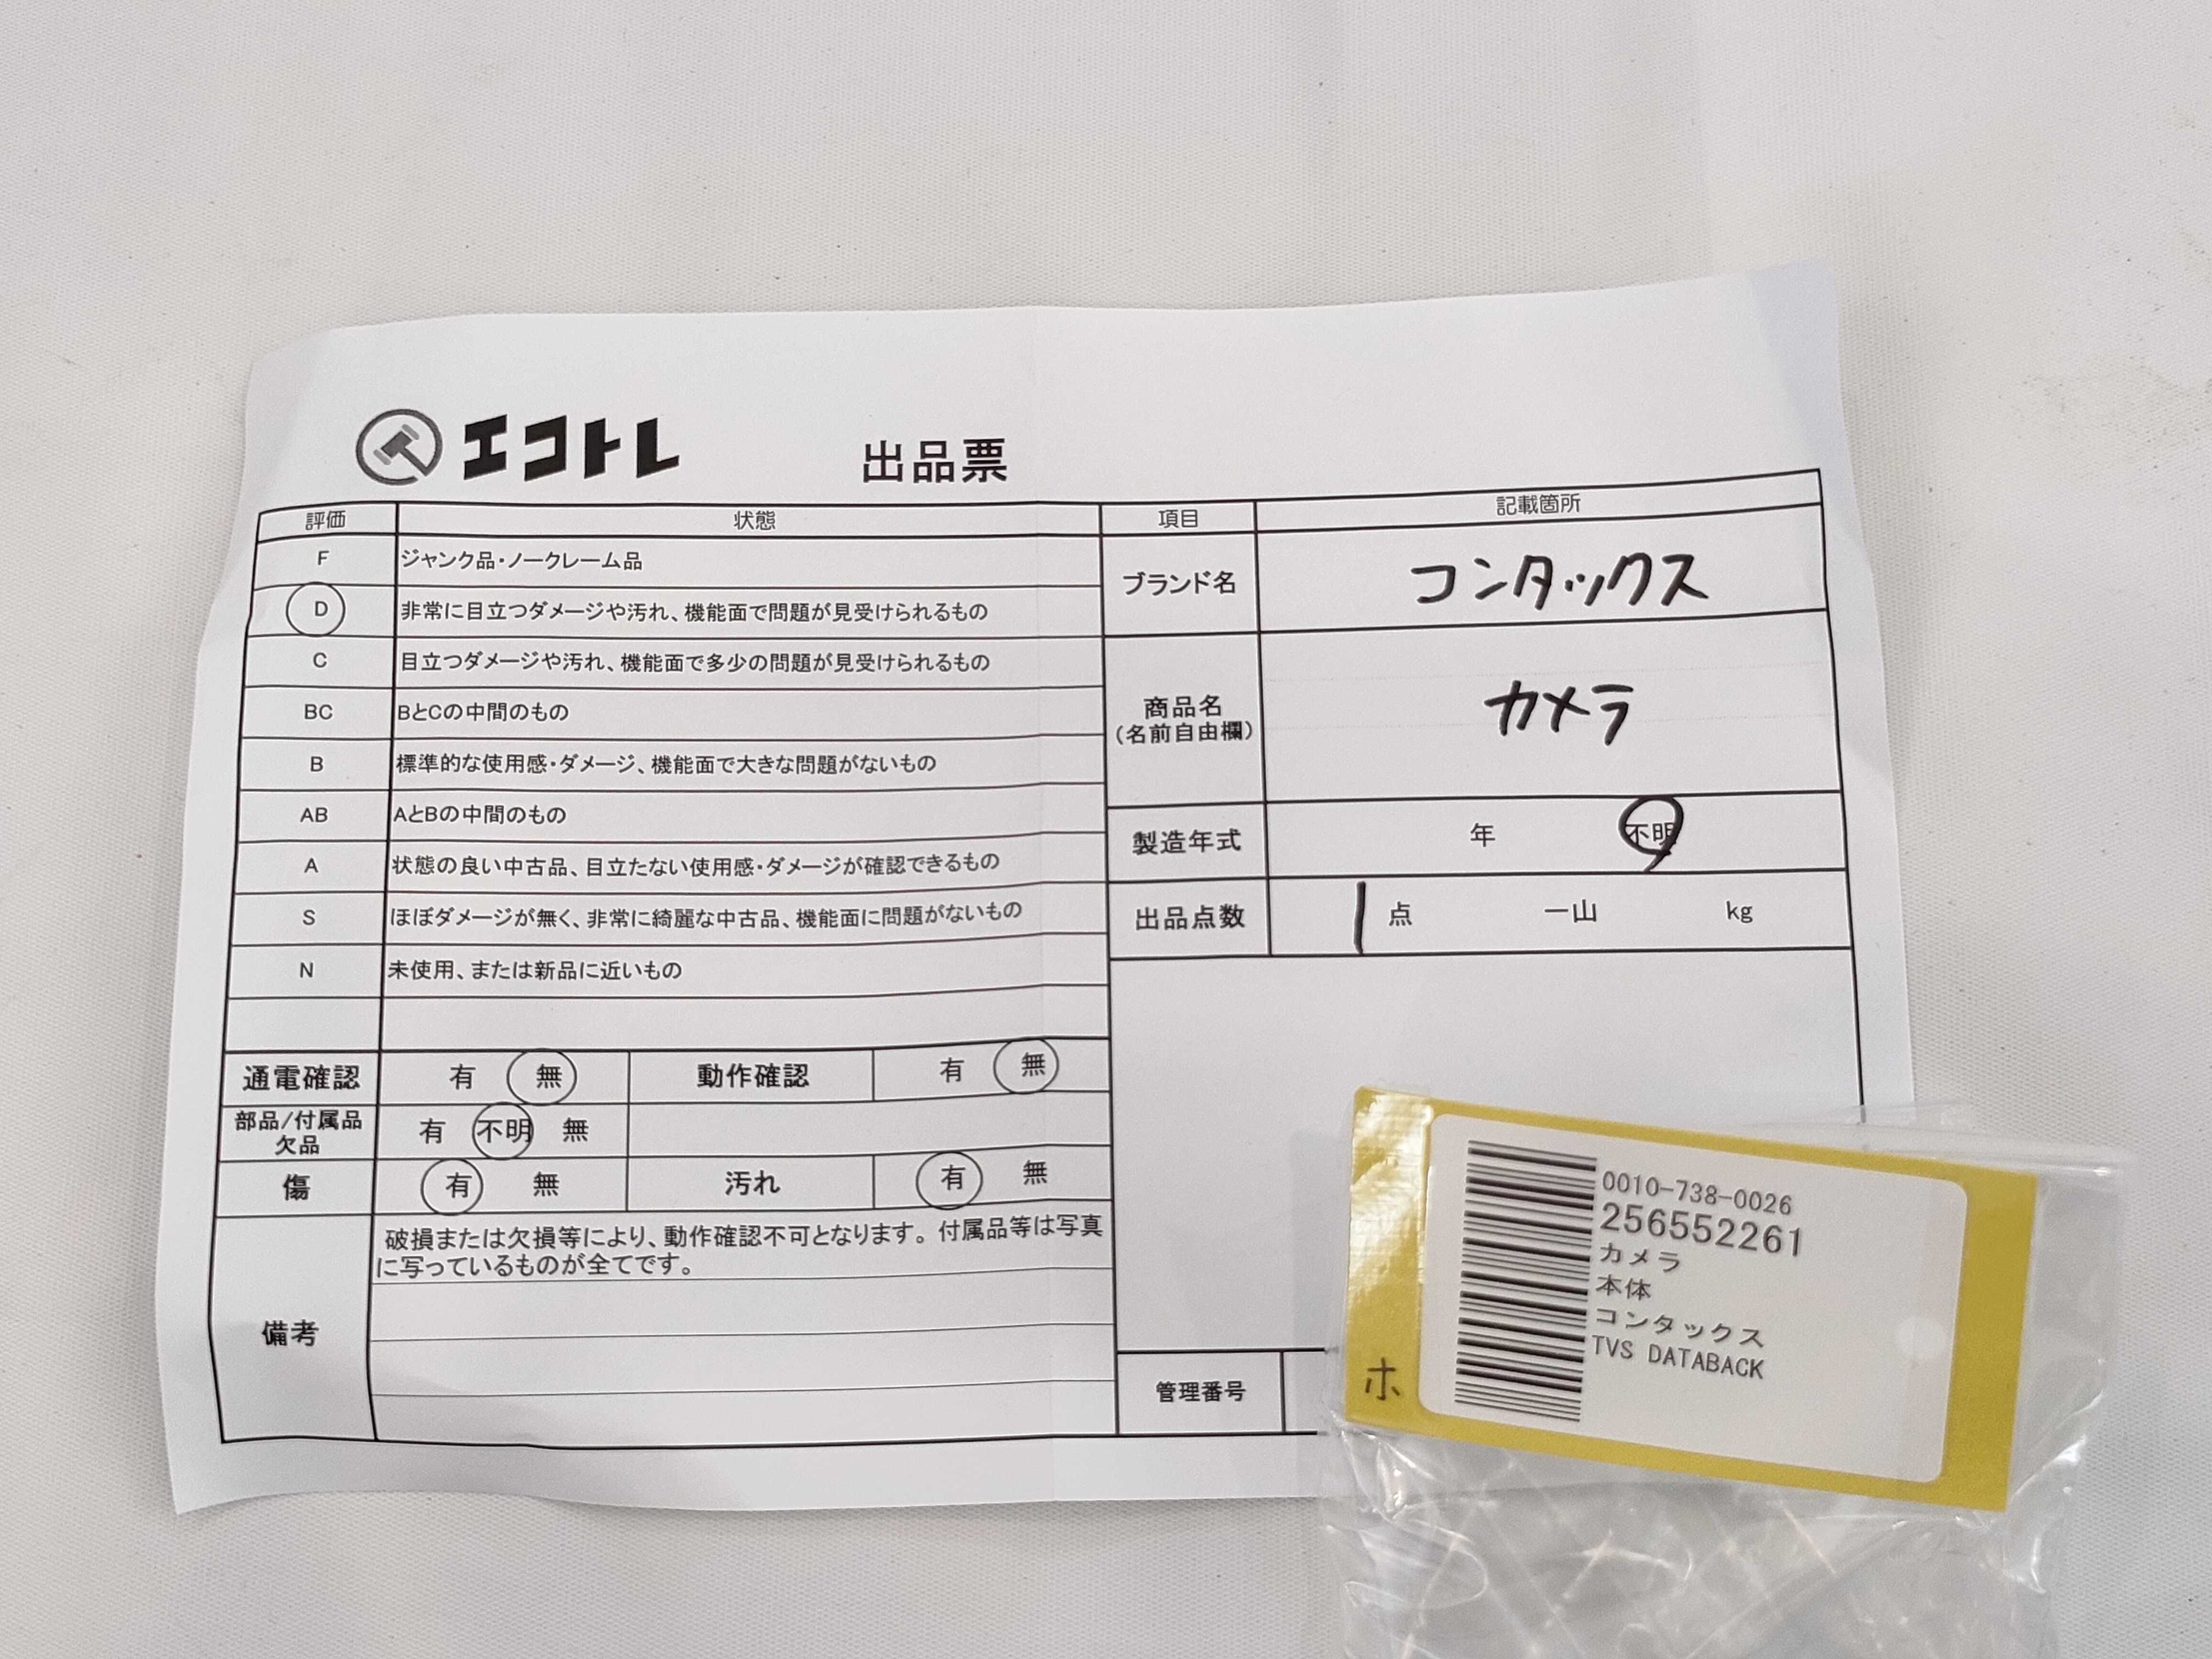 エコトレ 出品票
評価 状態 項目 記載箇所
F ジャンク品・ノークレーム品
D 非常に目立つダメージや汚れ、機能面で問題が見受けられるもの
C 目立つダメージや汚れ、機能面で多少の問題が見受けられるもの
BC BとCの中間のもの
B 標準的な使用感・ダメージ、機能面で大きな問題がないもの
AB AとBの中間のもの
A 状態の良い中古品、目立たない使用感・ダメージが確認できるもの
S ほぼダメージが無く、非常に綺麗な中古品、機能面に問題がないもの
N 未使用、または新品に近いもの
通電確認 有 無 動作確認 有 無
部品/付属品
欠品
有 不明 無
傷 有 無 汚れ 有 無
備考
破損または欠損等により、動作確認不可となります。付属品等は写真
に写っているものが全てです。
ブランド名 コンタックス
商品名
(名前自由欄)
カメラ
製造年式 年 不明
出品点数 1 点 一山 kg
管理番号
ホ
0010-738-0026
256552261
カメラ
本体
コンタックス
TVS DATABACK